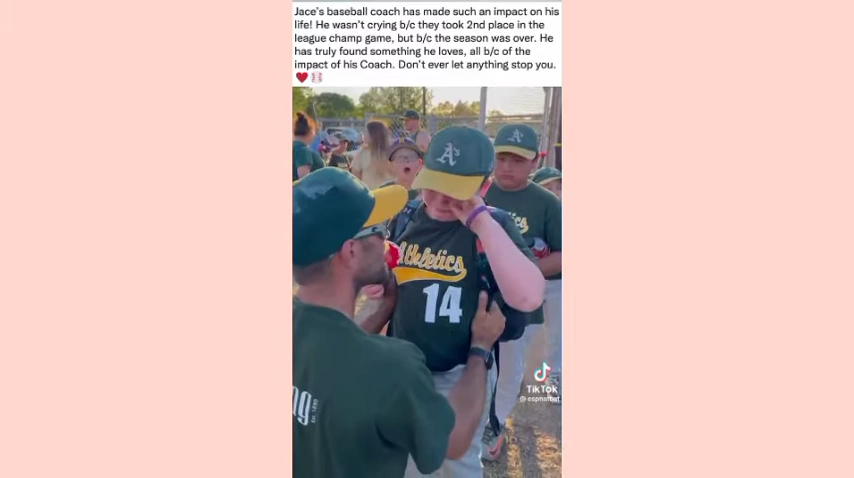 Jace's baseball coach has made such an impact on his
life! He wasn't crying b/c they took 2nd place in the
league champ game, but b/c the season was over. He
has truly found something he loves, all b/c of the
impact of his Coach. Don't ever let anything stop you.
A's
A's
Athletics
14
TikTok